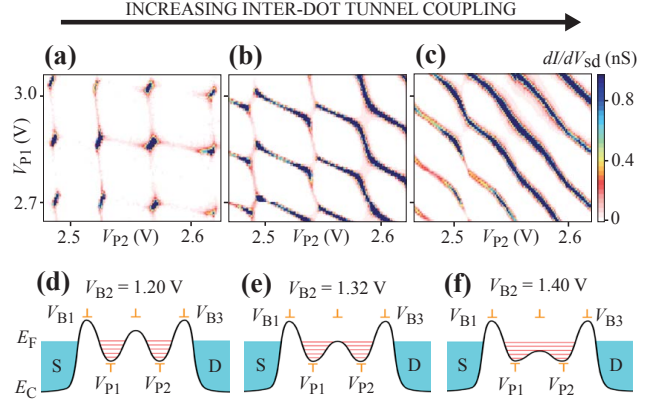 INCREASING INTER-DOT TUNNEL COUPLING
(a) (b) (c) dI/dVsd (nS)
3.0 0.8
VP1 (V) 0.4
2.7 0
2.5 2.6 2.5 2.6 2.5 2.6
VP2 (V) VP2 (V) VP2 (V)
(d) VB2 = 1.20 V (e) VB2 = 1.32 V (f) VB2 = 1.40 V
VB1 VB3 VB1 VB3 VB1 VB3
EF
S D S D S D
EC VP1 VP2 VP1 VP2 VP1 VP2